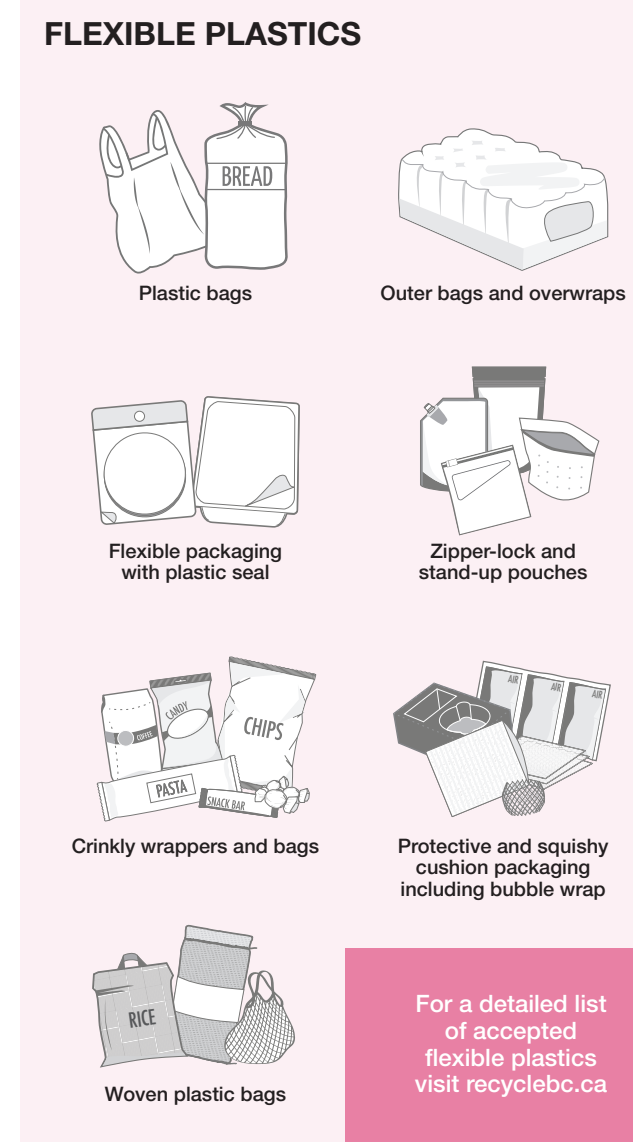 FLEXIBLE PLASTICS
BREAD
Plastic bags
Outer bags and overwraps
Flexible packaging
with plastic seal
Zipper-lock and
stand-up pouches
COFFEE
CANDY
CHIPS
PASTA
SNACK BAR
Crinkly wrappers and bags
AIR
AIR
AIR
Protective and squishy
cushion packaging
including bubble wrap
RICE
Woven plastic bags
For a detailed list
of accepted
flexible plastics
visit recyclebc.ca